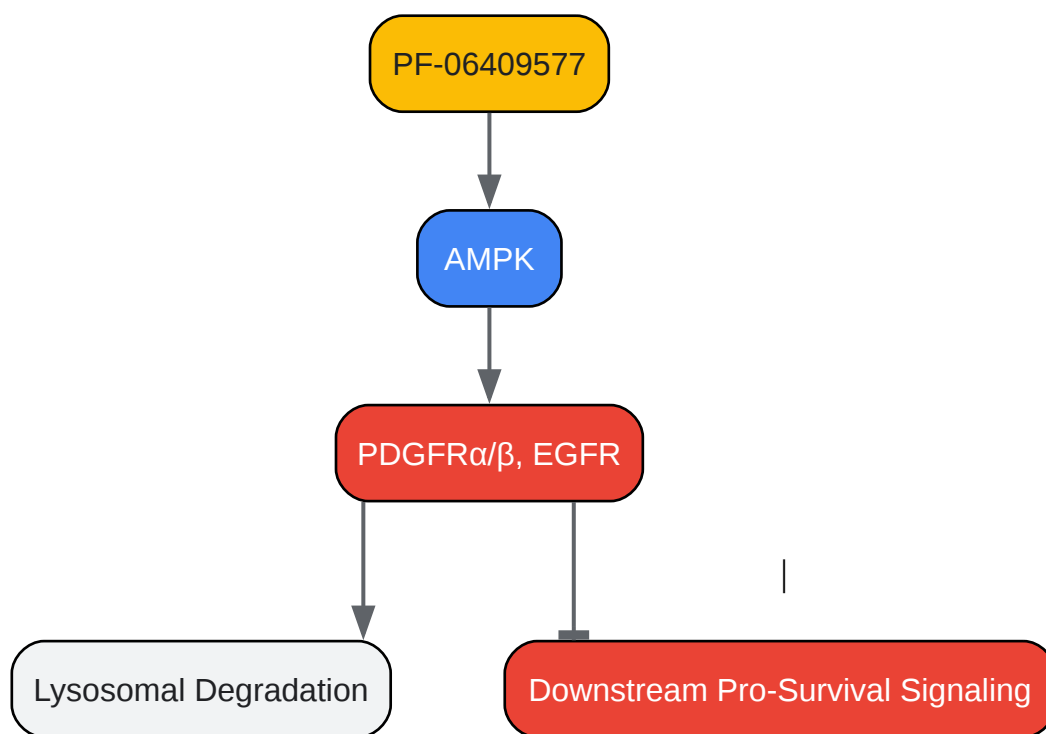 PF-06409577
AMPK
PDGFRα/β, EGFR
|
Lysosomal Degradation
Downstream Pro-Survival Signaling